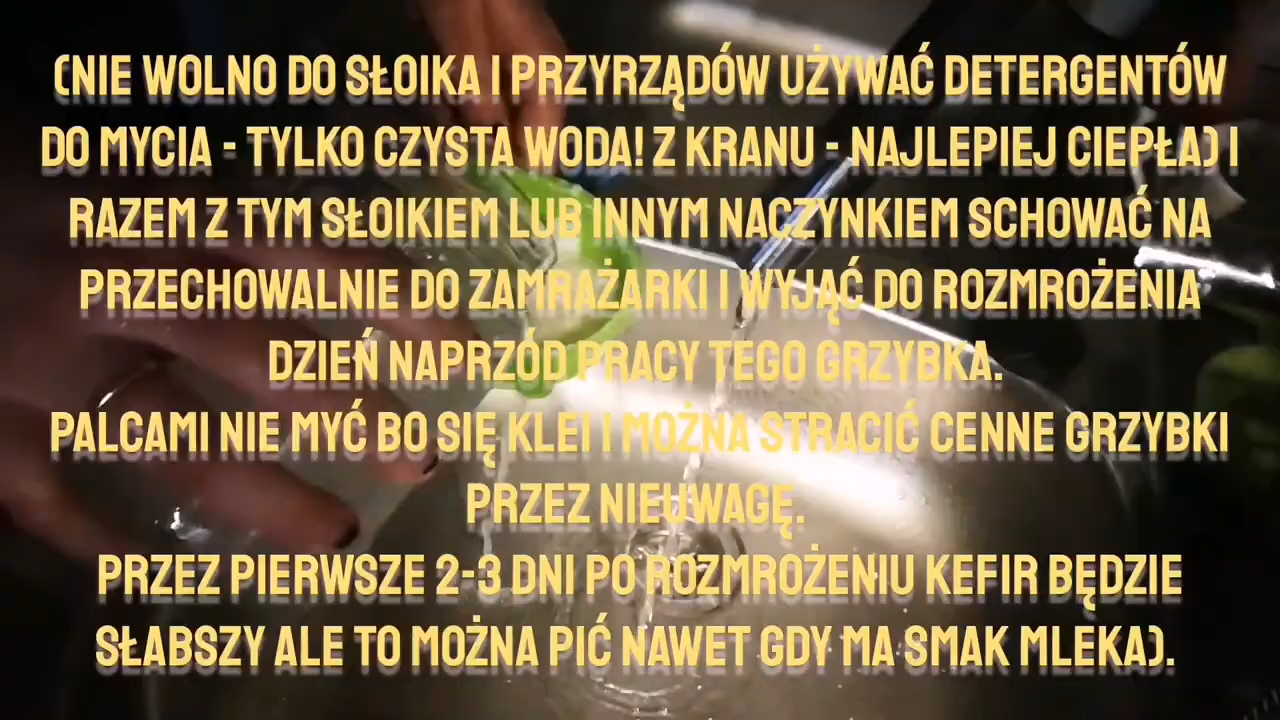 (NIE WOLNO DO SŁOIKA I PRZYRZĄDÓW UŻYWAĆ DETERGENTÓW
DO MYCIA - TYLKO CZYSTA WODA! Z KRANU - NAJLEPIEJ CIEPŁA) I
RAZEM Z TYM SŁOIKIEM LUB INNYM NACZYNKIEM SCHOWAĆ NA
PRZECHOWALNIE DO ZAMRAŻARKI I WYJĄĆ DO ROZMROŻENIA
DZIEŃ NAPRZÓD PRACY TEGO GRZYBKA.
PALCAMI NIE MYĆ BO SIĘ KLEI I MOŻNA STRACIĆ CENNE GRZYBKI
PRZEZ NIEUWAGĘ.
PRZEZ PIERWSZE 2-3 DNI PO ROZMROŻENIU KEFIR BĘDZIE
SŁABSZY ALE TO MOŻNA PIĆ NAWET GDY MA SMAK MLEKA).